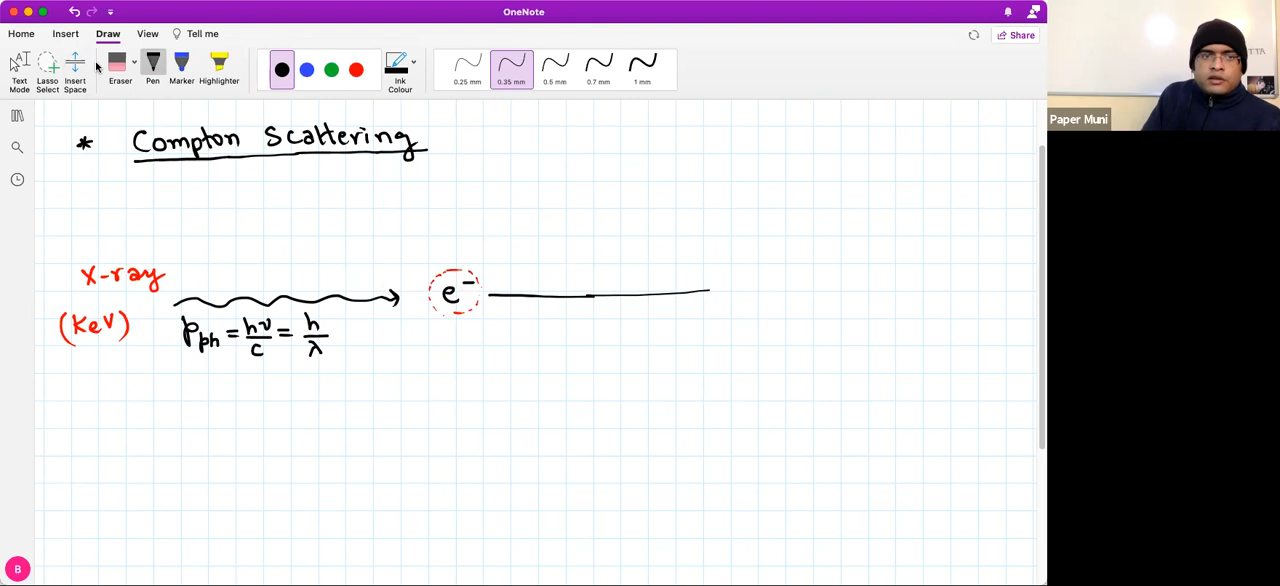 OneNote
Home Insert Draw View Tell me
Share
Text Mode
Lasso Select
Insert Space
Eraser
Pen
Marker
Highlighter
Ink Colour
0.25 mm
0.35 mm
0.5 mm
0.7 mm
1 mm
Paper Muni
* Compton Scattering
X-ray
(KeV)
e⁻
p_ph = hν/c = h/λ
B